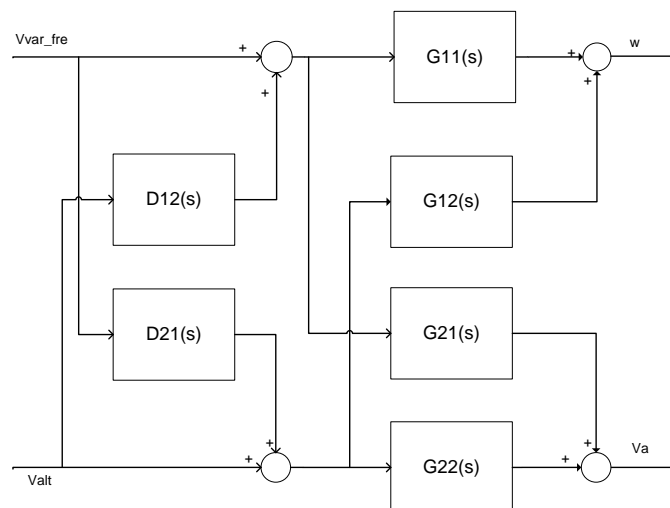 Vvar_fre
+
+
G11(s)
+
+
w
D12(s)
G12(s)
D21(s)
G21(s)
+
+
Valt
G22(s)
+
+
Va